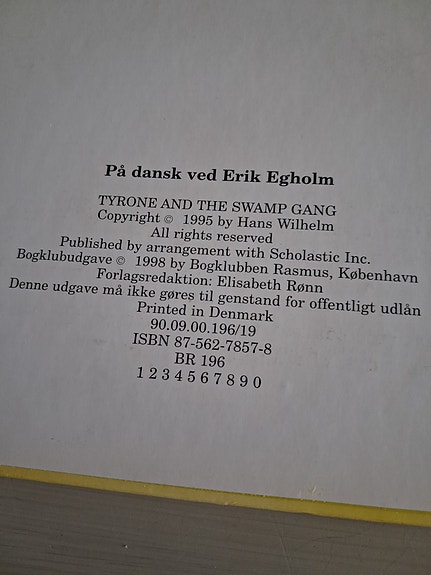 På dansk ved Erik Egholm
TYRONE AND THE SWAMP GANG
Copyright © 1995 by Hans Wilhelm
All rights reserved
Published by arrangement with Scholastic Inc.
Bogklubudgave © 1998 by Bogklubben Rasmus, København
Forlagsredaktion: Elisabeth Rønn
Denne udgave må ikke gøres til genstand for offentligt udlån
Printed in Denmark
90.09.00.196/19
ISBN 87-562-7857-8
BR 196
1 2 3 4 5 6 7 8 9 0